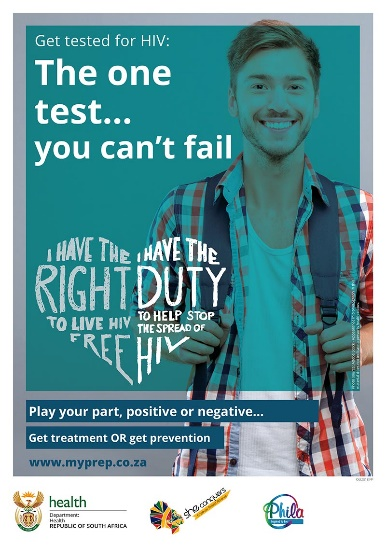 Get tested for HIV:
The one
test...
you can't fail
I HAVE THE
RIGHT
TO LIVE HIV
FREE
I HAVE THE
DUTY
TO HELP STOP
THE SPREAD OF
HIV
Play your part, positive or negative...
Get treatment OR get prevention
www.myprep.co.za
health
Department:
Health
REPUBLIC OF SOUTH AFRICA
she conquers
Phila